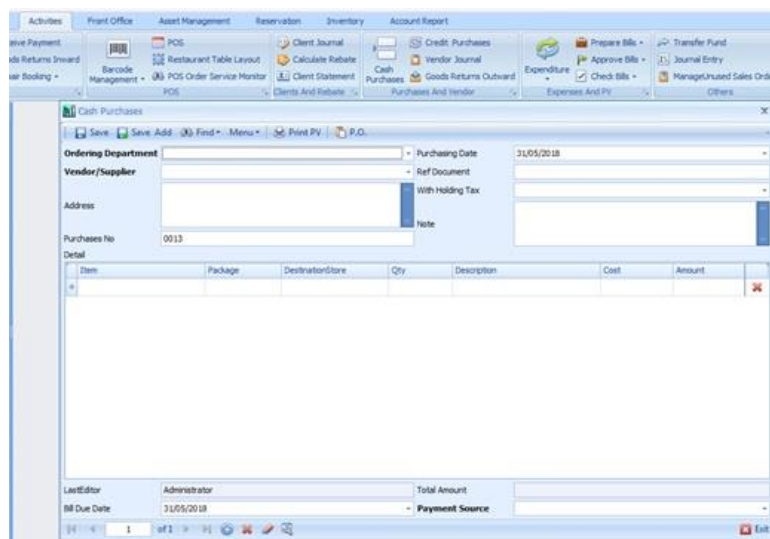 Activities Front Office Asset Management Reservation Inventory Account Report
eive Payment POS Client Journal Credit Purchases Prepare Bills Transfer Fund
ds Returns Inward Restaurant Table Layout Calculate Rebate Vendor Journal Approve Bills Journal Entry
Booking Barcode Management POS Order Service Monitor Client Statement Cash Purchases Goods Returns Outward Expenditure Check Bills ManageUnused Sales Orde
POS Clients And Rebate Purchases And Vendor Expenses And PV Others
Cash Purchases
Save Save Add Find Menu Print PV P.O.
Ordering Department Purchasing Date 31/05/2018
Vendor/Supplier Ref Document
With Holding Tax
Address
Note
Purchases No 0013
Detail
Item Package DestinationStore Qty Description Cost Amount
LastEditor Administrator Total Amount
Bill Due Date 31/05/2018 Payment Source
1 of 1 Exit